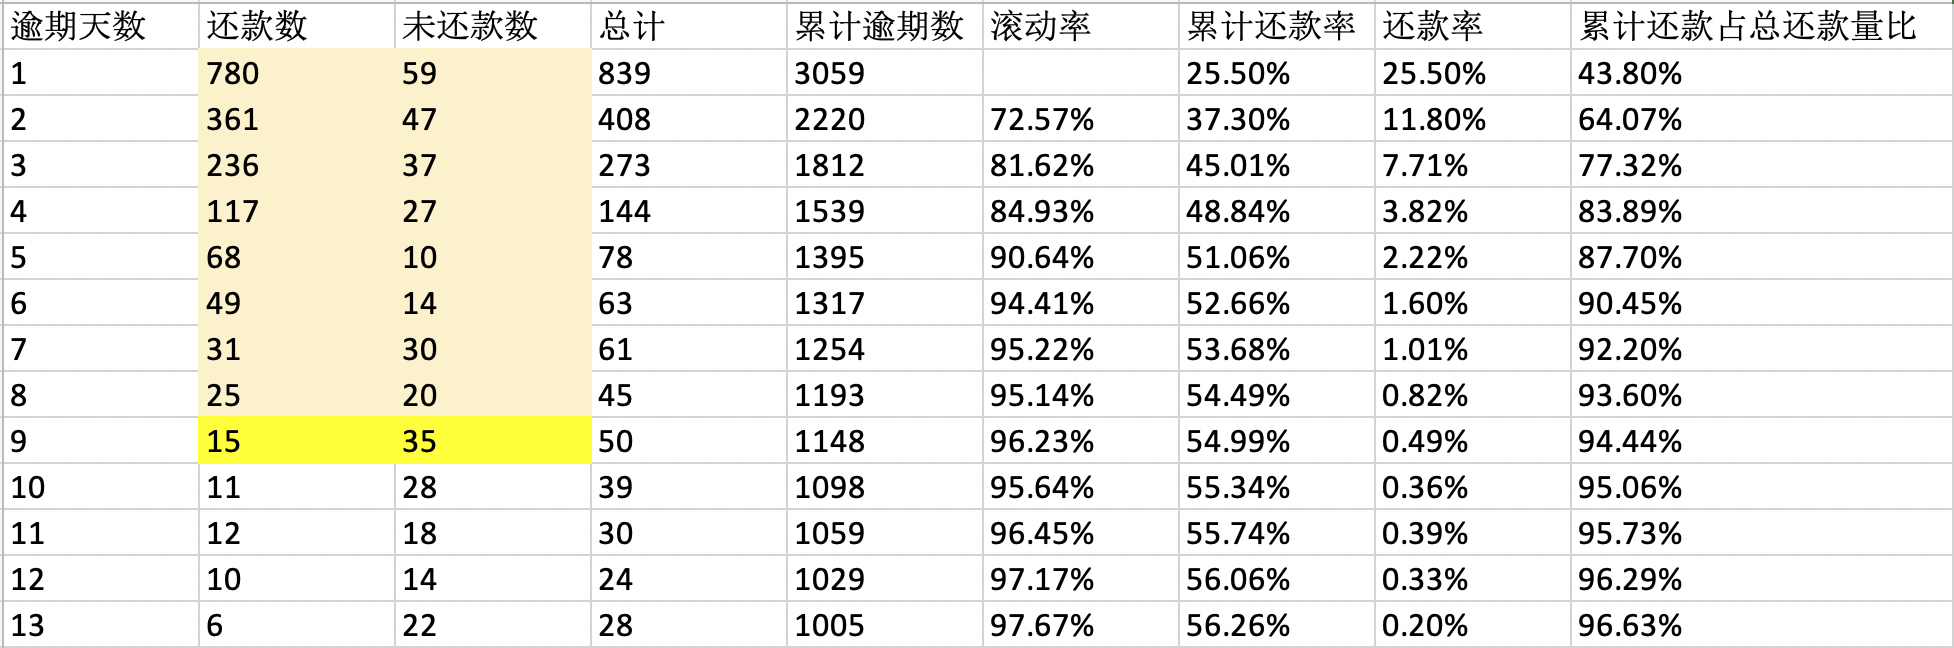 逾期天数 还款数 未还款数 总计 累计逾期数 滚动率 累计还款率 还款率 累计还款占总还款量比
1 780 59 839 3059 25.50% 25.50% 43.80%
2 361 47 408 2220 72.57% 37.30% 11.80% 64.07%
3 236 37 273 1812 81.62% 45.01% 7.71% 77.32%
4 117 27 144 1539 84.93% 48.84% 3.82% 83.89%
5 68 10 78 1395 90.64% 51.06% 2.22% 87.70%
6 49 14 63 1317 94.41% 52.66% 1.60% 90.45%
7 31 30 61 1254 95.22% 53.68% 1.01% 92.20%
8 25 20 45 1193 95.14% 54.49% 0.82% 93.60%
9 15 35 50 1148 96.23% 54.99% 0.49% 94.44%
10 11 28 39 1098 95.64% 55.34% 0.36% 95.06%
11 12 18 30 1059 96.45% 55.74% 0.39% 95.73%
12 10 14 24 1029 97.17% 56.06% 0.33% 96.29%
13 6 22 28 1005 97.67% 56.26% 0.20% 96.63%